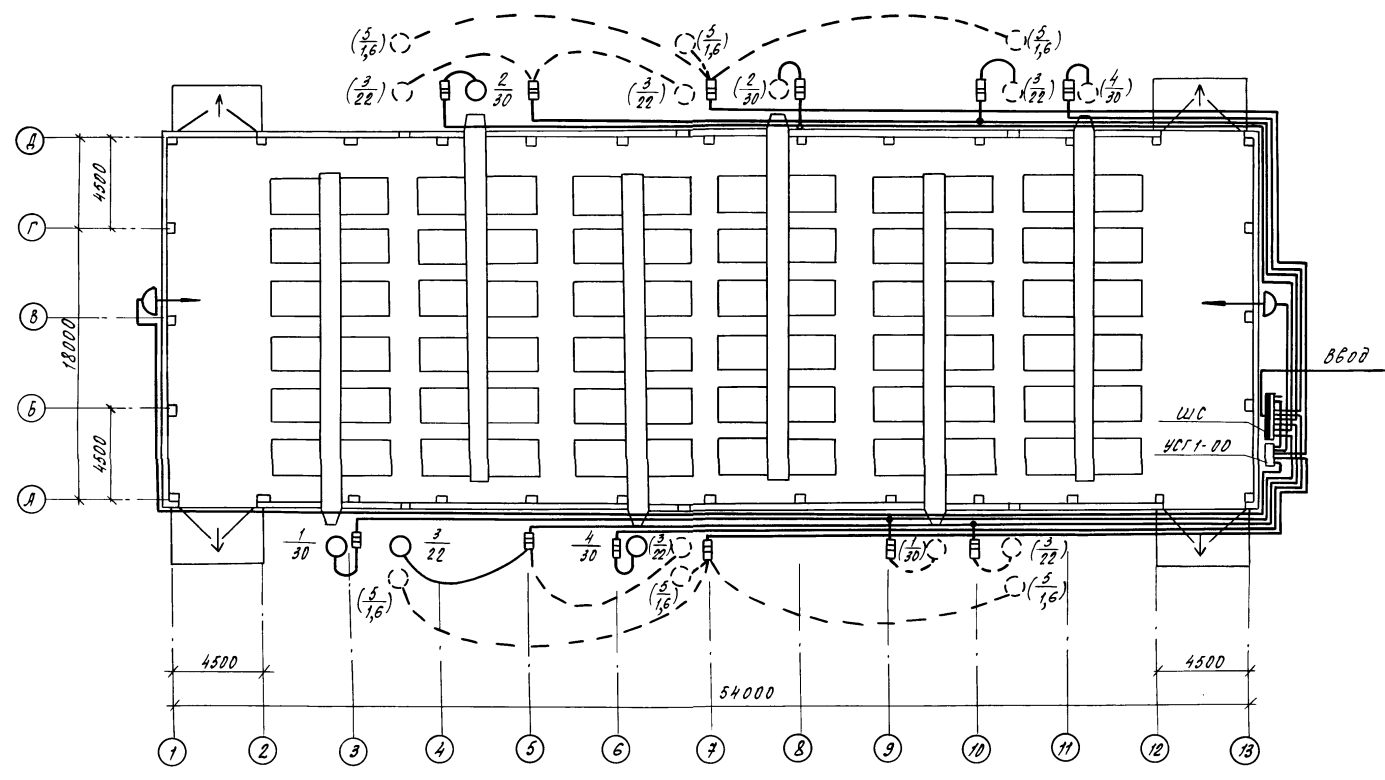 (5/1,6) (5/1,6) (5/1,6)
(3/22) 2/30 (3/22) (2/30) (3/22) (4/30)
Д
4500
Г
В
18000
ВВОД
Б
ШС
4500
УСГ1-00
А
1/30 3/22 4/30 (3/22) (1/30) (3/22)
(5/1,6) (5/1,6) (5/1,6)
4500 4500
54000
1 2 3 4 5 6 7 8 9 10 11 12 13